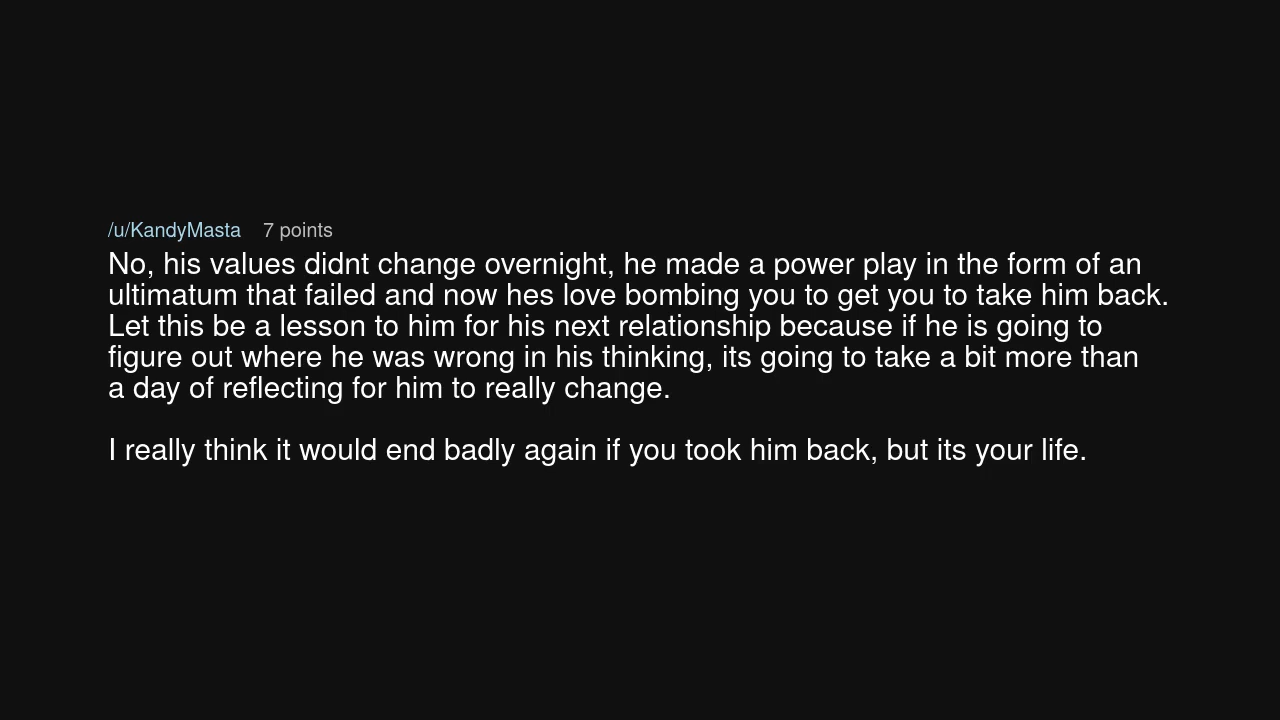 /u/KandyMasta 7 points
No, his values didnt change overnight, he made a power play in the form of an
ultimatum that failed and now hes love bombing you to get you to take him back.
Let this be a lesson to him for his next relationship because if he is going to
figure out where he was wrong in his thinking, its going to take a bit more than
a day of reflecting for him to really change.
I really think it would end badly again if you took him back, but its your life.